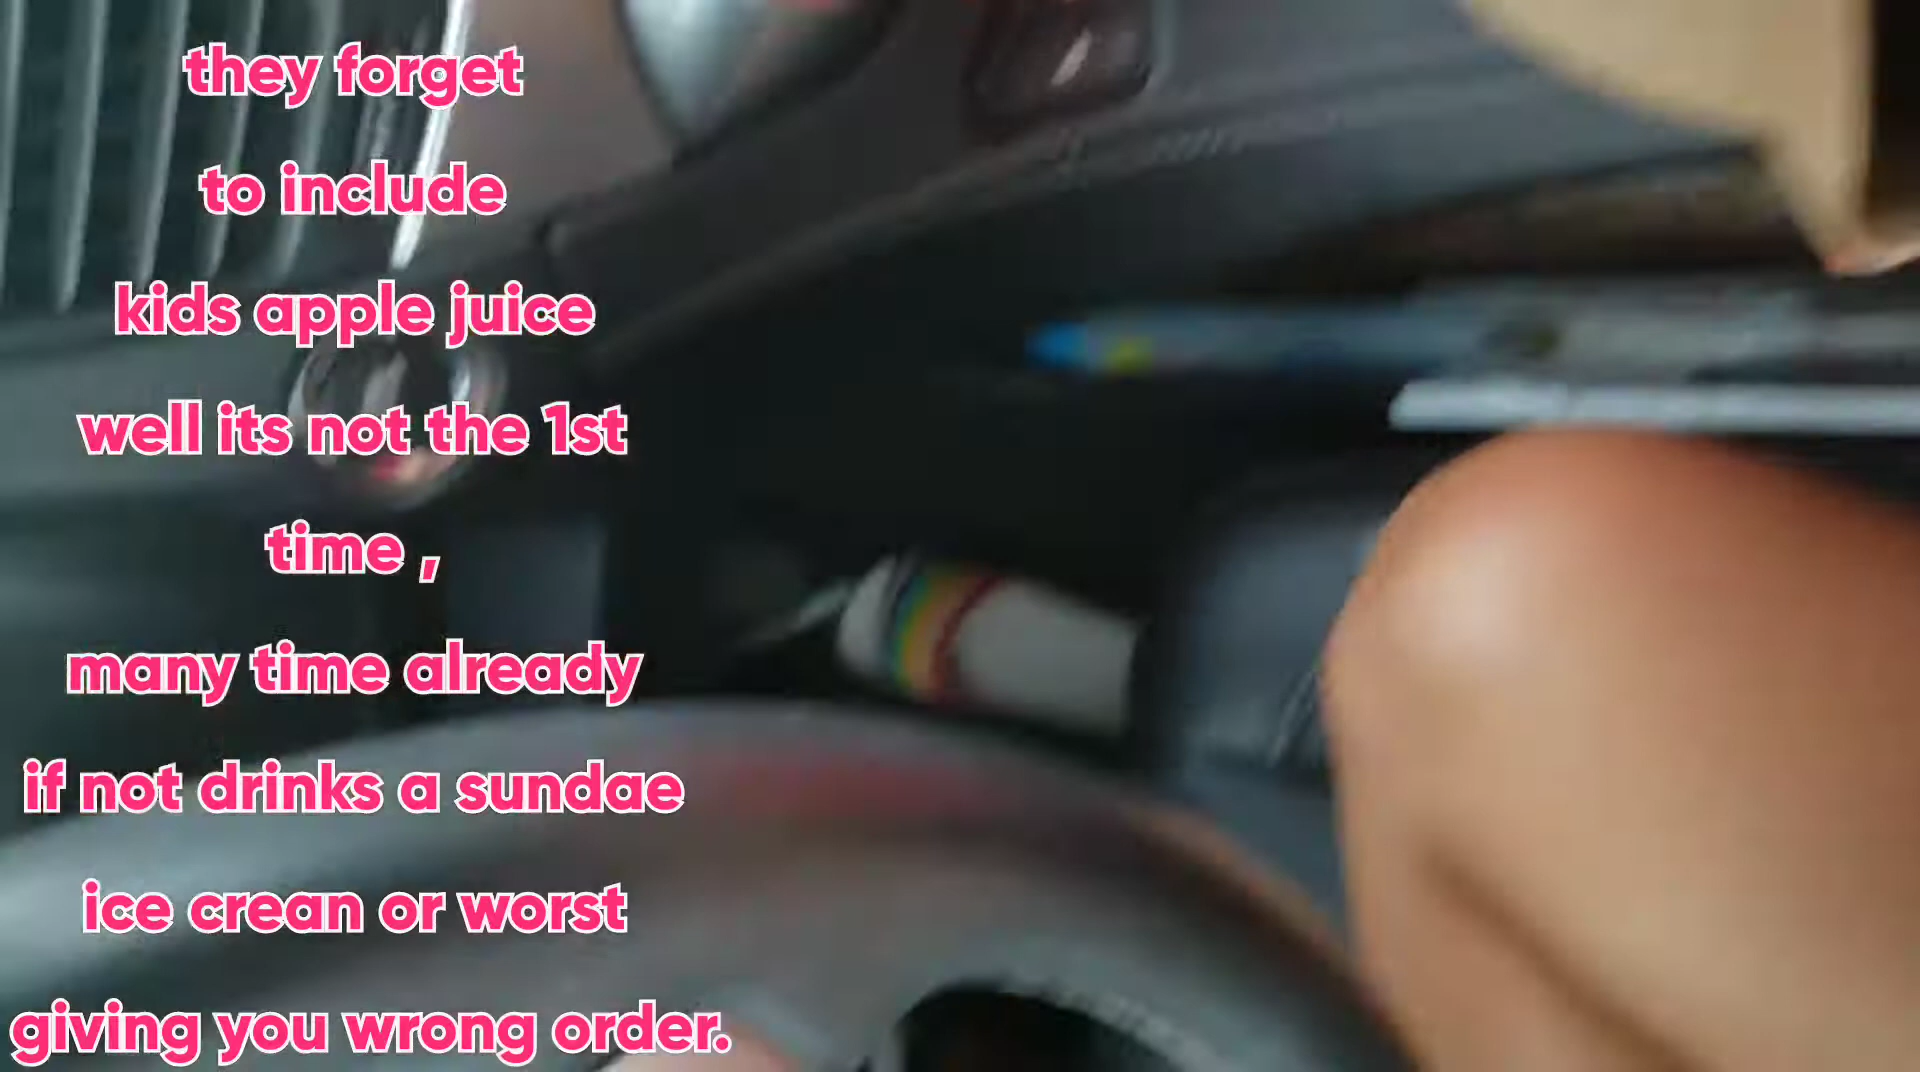 they forget
to include
kids apple juice
well its not the 1st
time ,
many time already
if not drinks a sundae
ice crean or worst
giving you wrong order.